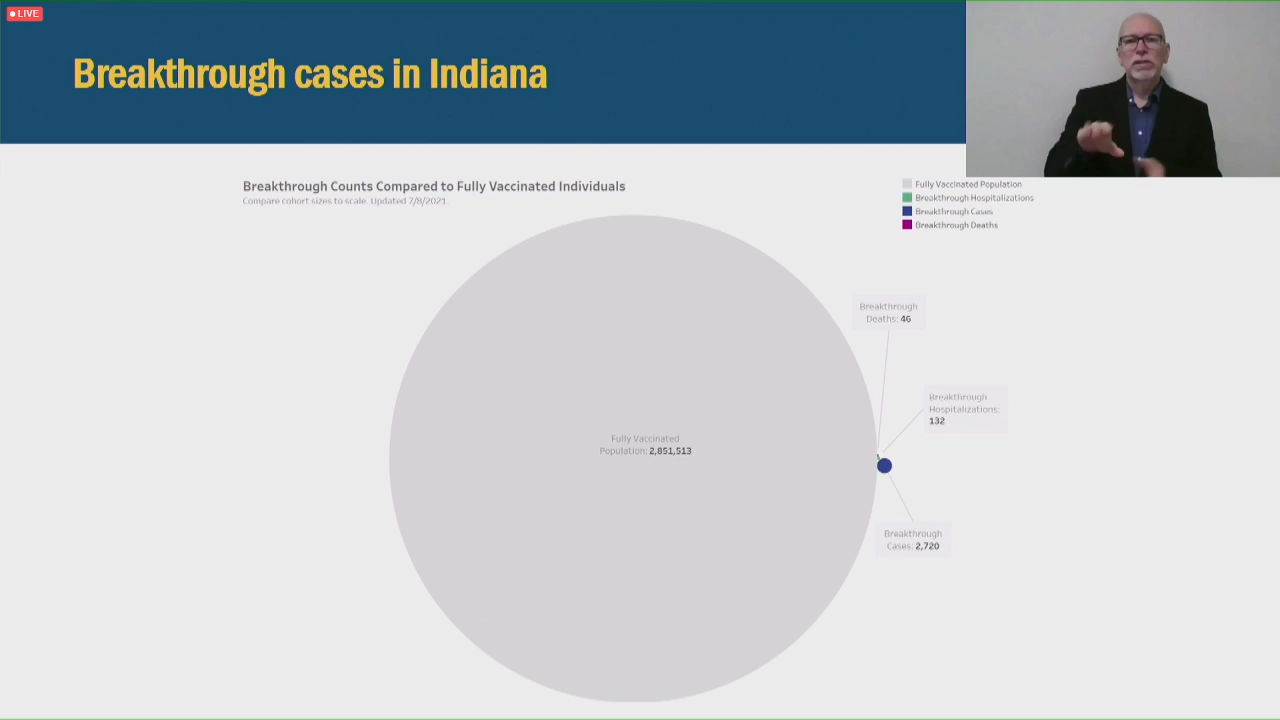 LIVE
Breakthrough cases in Indiana
Breakthrough Counts Compared to Fully Vaccinated Individuals
Compare cohort sizes to scale. Updated 7/8/2021.
Fully Vaccinated Population
Breakthrough Hospitalizations
Breakthrough Cases
Breakthrough Deaths
Breakthrough
Deaths: 46
Breakthrough
Hospitalizations:
132
Fully Vaccinated
Population: 2,851,513
Breakthrough
Cases: 2,720